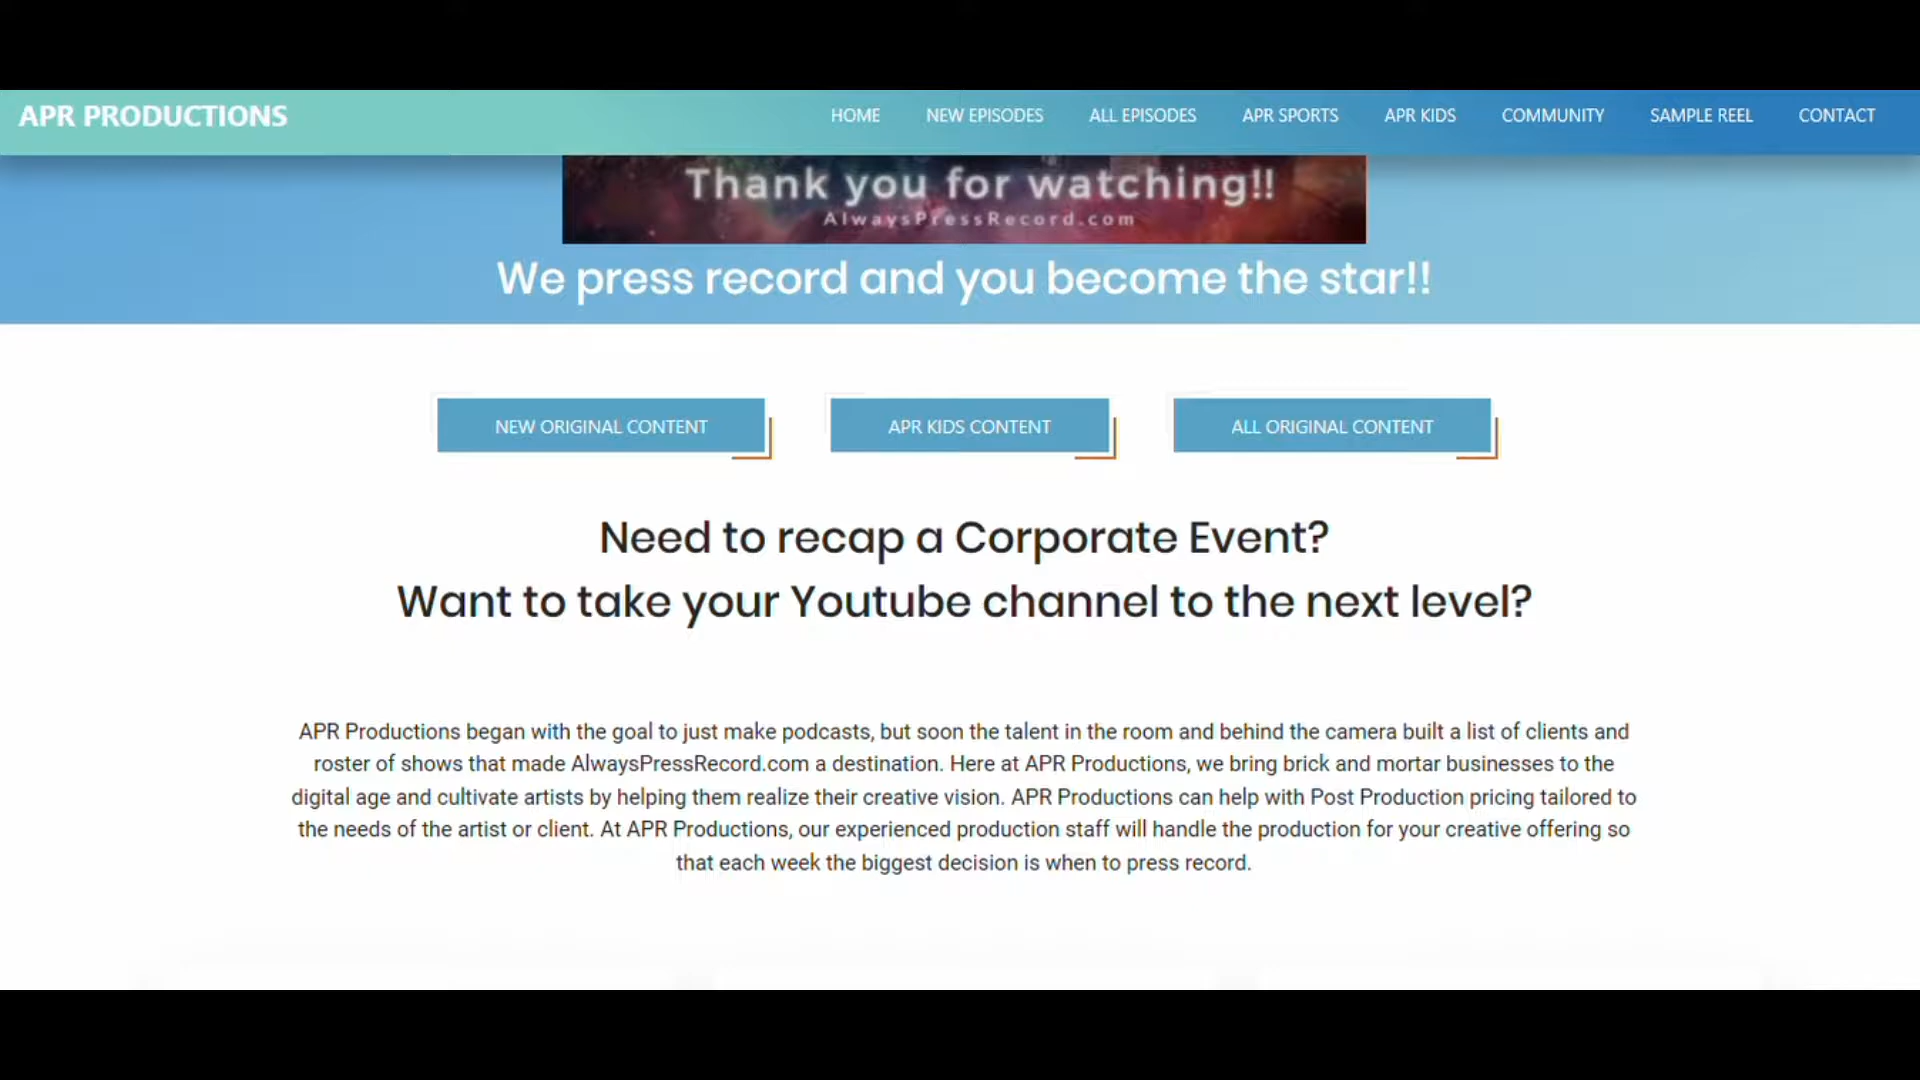 APR PRODUCTIONS
HOME NEW EPISODES ALL EPISODES APR SPORTS APR KIDS COMMUNITY SAMPLE REEL CONTACT
Thank you for watching!!
AlwaysPressRecord.com
We press record and you become the star!!
NEW ORIGINAL CONTENT APR KIDS CONTENT ALL ORIGINAL CONTENT
Need to recap a Corporate Event?
Want to take your Youtube channel to the next level?
APR Productions began with the goal to just make podcasts, but soon the talent in the room and behind the camera built a list of clients and
roster of shows that made AlwaysPressRecord.com a destination. Here at APR Productions, we bring brick and mortar businesses to the
digital age and cultivate artists by helping them realize their creative vision. APR Productions can help with Post Production pricing tailored to
the needs of the artist or client. At APR Productions, our experienced production staff will handle the production for your creative offering so
that each week the biggest decision is when to press record.